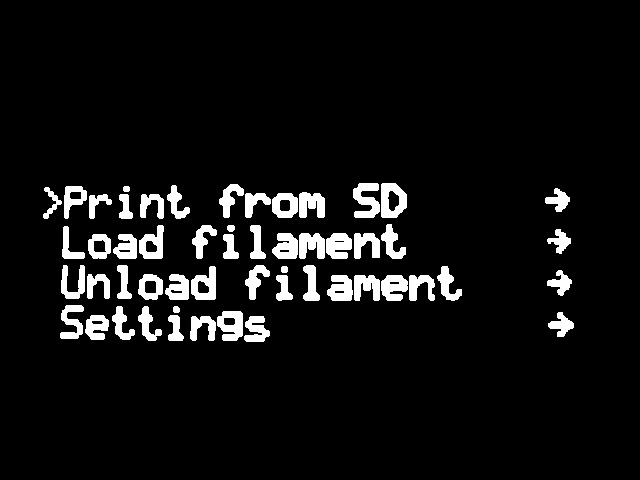 >Print from SD →
Load filament →
Unload filament →
Settings →